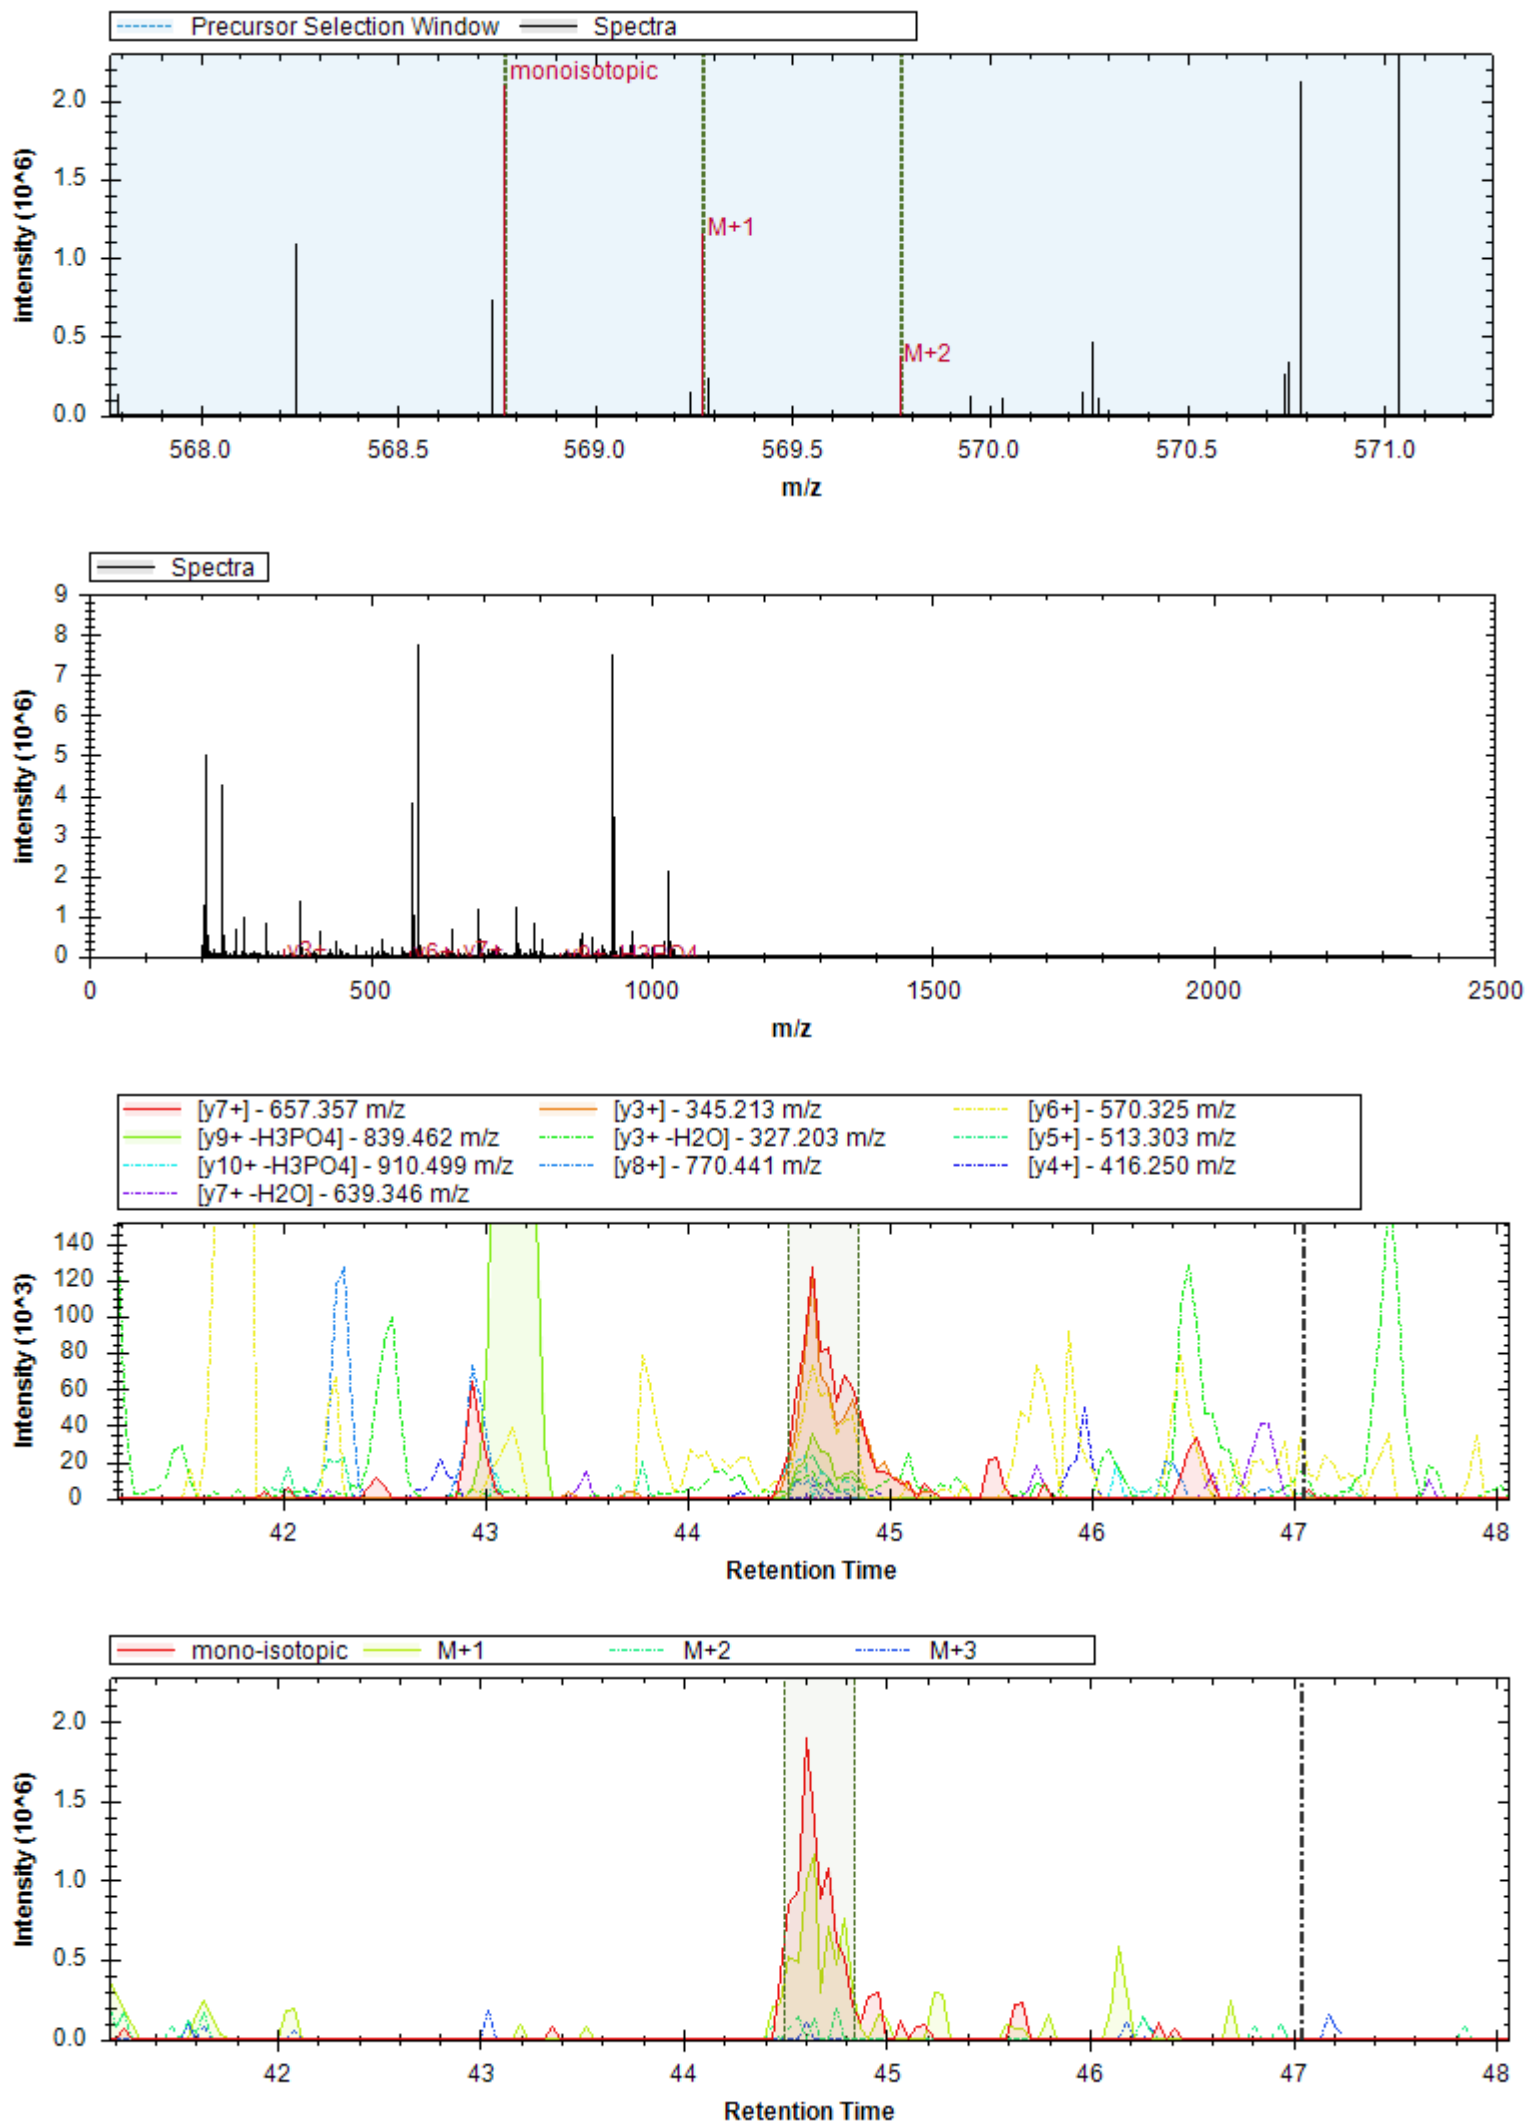 Precursor Selection Window Spectra
monoisotopic
M+1
M+2
2.0
1.5
1.0
0.5
0.0
intensity (10^6)
568.0 568.5 569.0 569.5 570.0 570.5 571.0
m/z
Spectra
9
8
7
6
5
4
3
2
1
0
intensity (10^6)
y3+ y6+ y7+ -H3PO4
0 500 1000 1500 2000 2500
m/z
[y7+] - 657.357 m/z [y3+] - 345.213 m/z [y6+] - 570.325 m/z
[y9+ -H3PO4] - 839.462 m/z [y3+ -H2O] - 327.203 m/z [y5+] - 513.303 m/z
[y10+ -H3PO4] - 910.499 m/z [y8+] - 770.441 m/z [y4+] - 416.250 m/z
[y7+ -H2O] - 639.346 m/z
140
120
100
80
60
40
20
0
Intensity (10^3)
42 43 44 45 46 47 48
Retention Time
mono-isotopic M+1 M+2 M+3
2.0
1.5
1.0
0.5
0.0
Intensity (10^6)
42 43 44 45 46 47 48
Retention Time